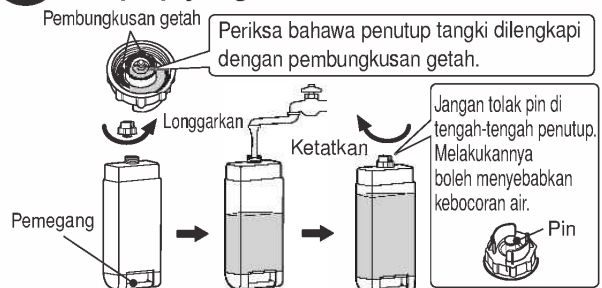 Pembungkusan getah
Periksa bahawa penutup tangki dilengkapi
dengan pembungkusan getah.
Longgarkan
Ketatkan
Jangan tolak pin di
tengah-tengah penutup.
Melakukannya
boleh menyebabkan
kebocoran air.
Pemegang
Pin